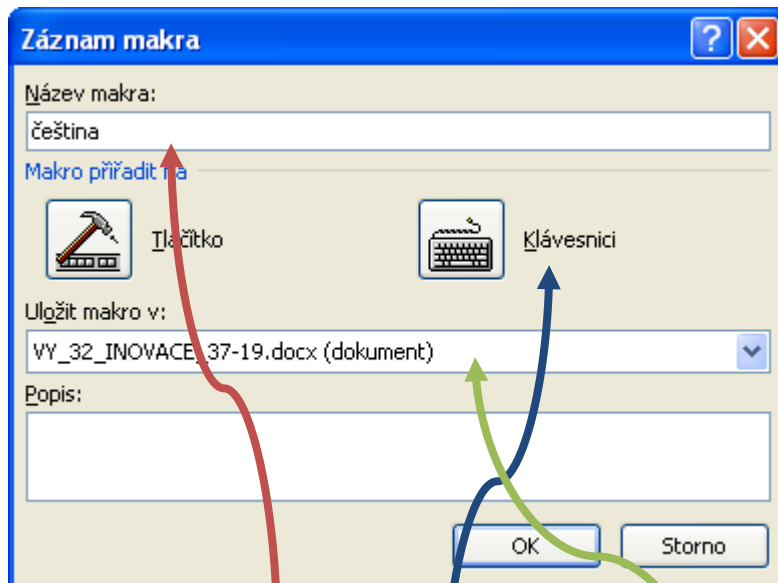 Záznam makra
Název makra:
čeština
Makro přiřadit na
Tlačítko
Klávesnici
Uložit makro v:
VY_32_INOVACE_37-19.docx (dokument)
Popis:
OK
Storno